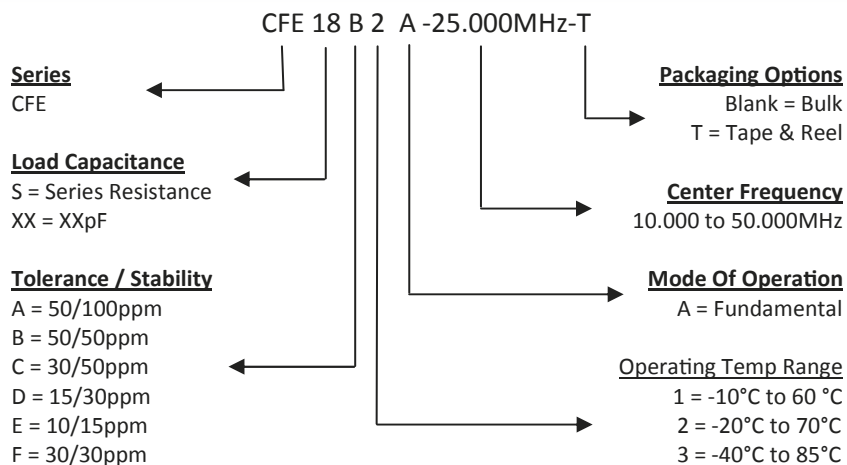 CFE 18 B 2 A -25.000MHz-T
Series
CFE
Load Capacitance
S = Series Resistance
XX = XXpF
Tolerance / Stability
A = 50/100ppm
B = 50/50ppm
C = 30/50ppm
D = 15/30ppm
E = 10/15ppm
F = 30/30ppm
Packaging Options
Blank = Bulk
T = Tape & Reel
Center Frequency
10.000 to 50.000MHz
Mode Of Operation
A = Fundamental
Operating Temp Range
1 = -10°C to 60 °C
2 = -20°C to 70°C
3 = -40°C to 85°C